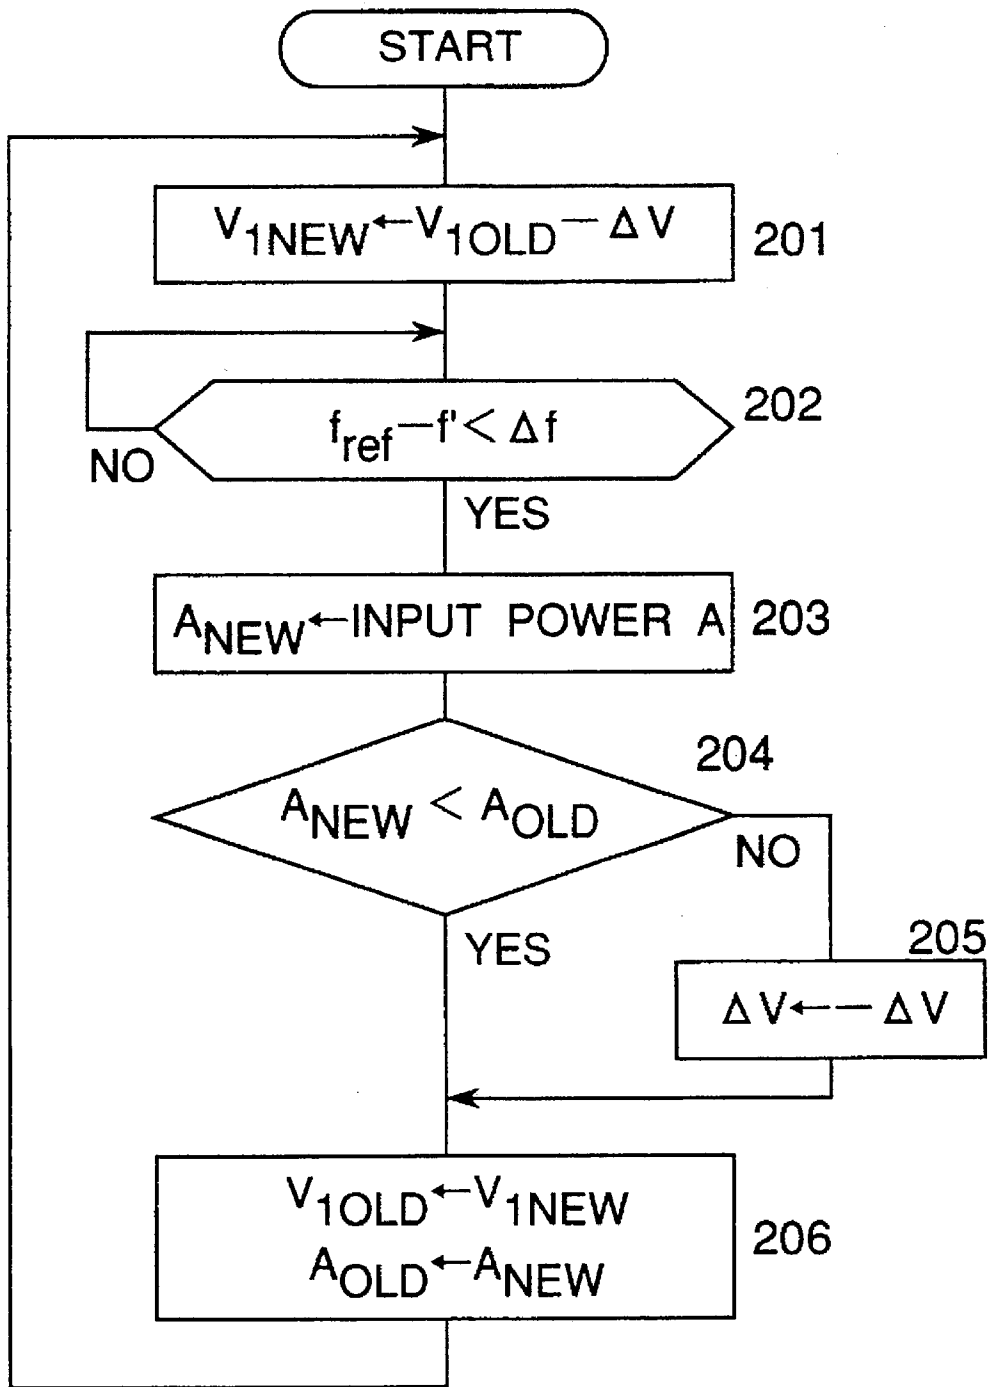 START
V1NEW←V1OLD−ΔV
201
fref−f'<Δf
202
NO
YES
ANEW←INPUT POWER A
203
204
ANEW < AOLD
NO
YES
205
ΔV←−ΔV
V1OLD←V1NEW
AOLD←ANEW
206